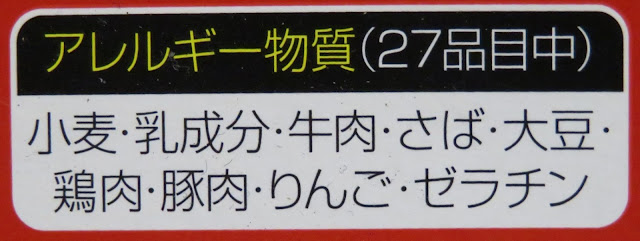 アレルギー物質(27品目中)
小麦・乳成分・牛肉・さば・大豆・
鶏肉・豚肉・りんご・ゼラチン